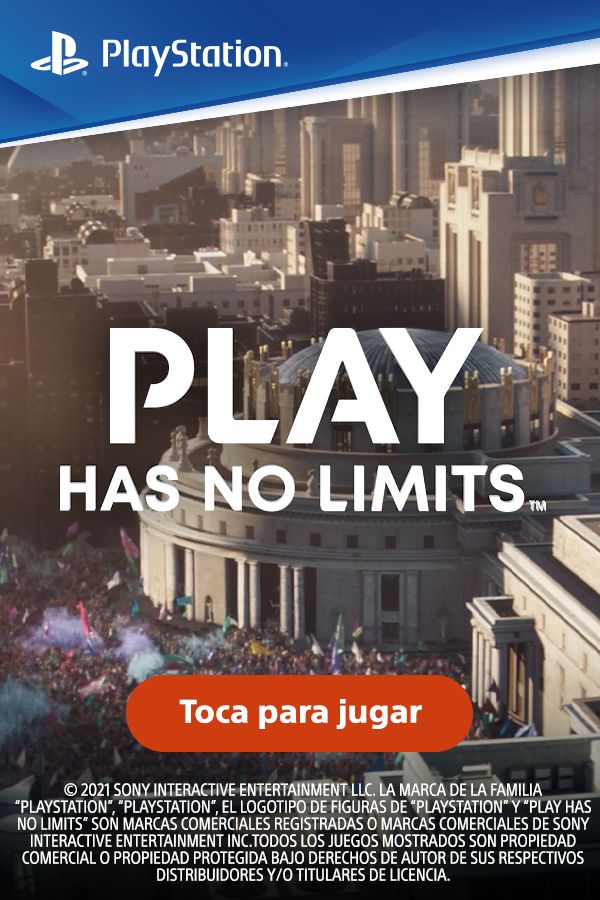 PlayStation®
PLAY
HAS NO LIMITS™
Toca para jugar
© 2021 SONY INTERACTIVE ENTERTAINMENT LLC. LA MARCA DE LA FAMILIA
“PLAYSTATION”, “PLAYSTATION”, EL LOGOTIPO DE FIGURAS DE “PLAYSTATION” Y “PLAY HAS
NO LIMITS” SON MARCAS COMERCIALES REGISTRADAS O MARCAS COMERCIALES DE SONY
INTERACTIVE ENTERTAINMENT INC.TODOS LOS JUEGOS MOSTRADOS SON PROPIEDAD
COMERCIAL O PROPIEDAD PROTEGIDA BAJO DERECHOS DE AUTOR DE SUS RESPECTIVOS
DISTRIBUIDORES Y/O TITULARES DE LICENCIA.